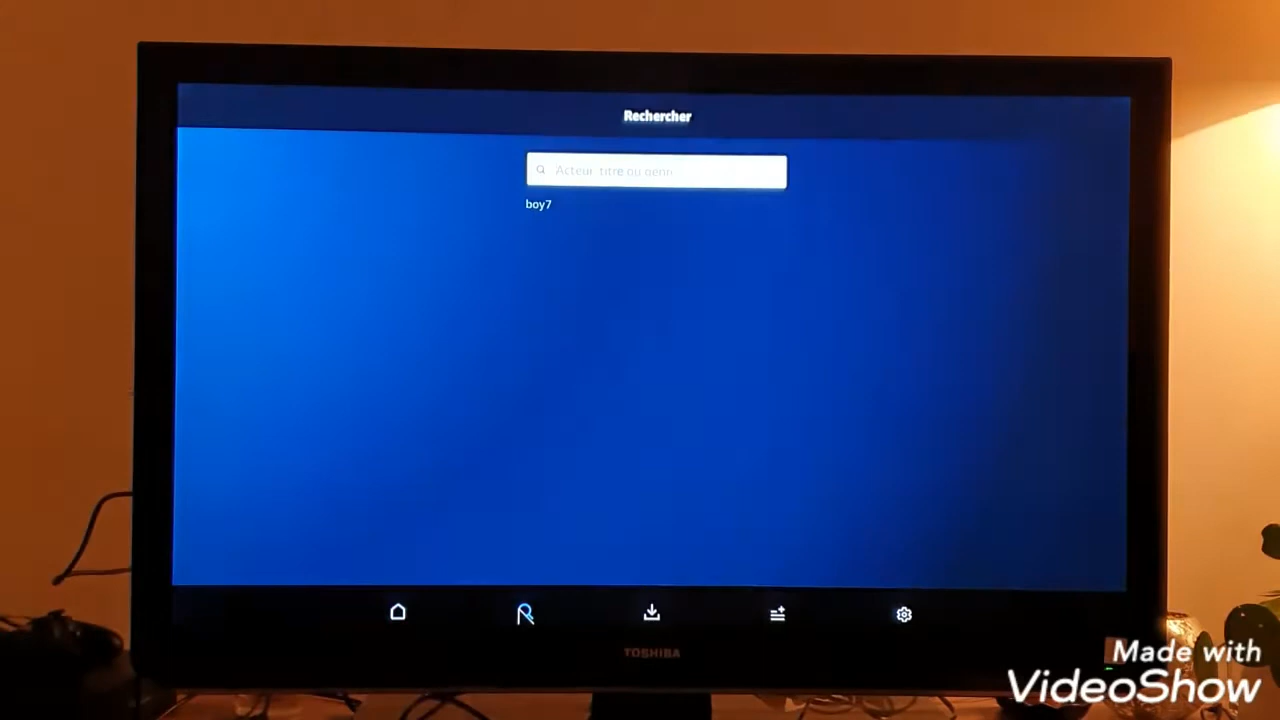 Rechercher
Acteur, titre ou genre
boy7
TOSHIBA
Made with
VideoShow